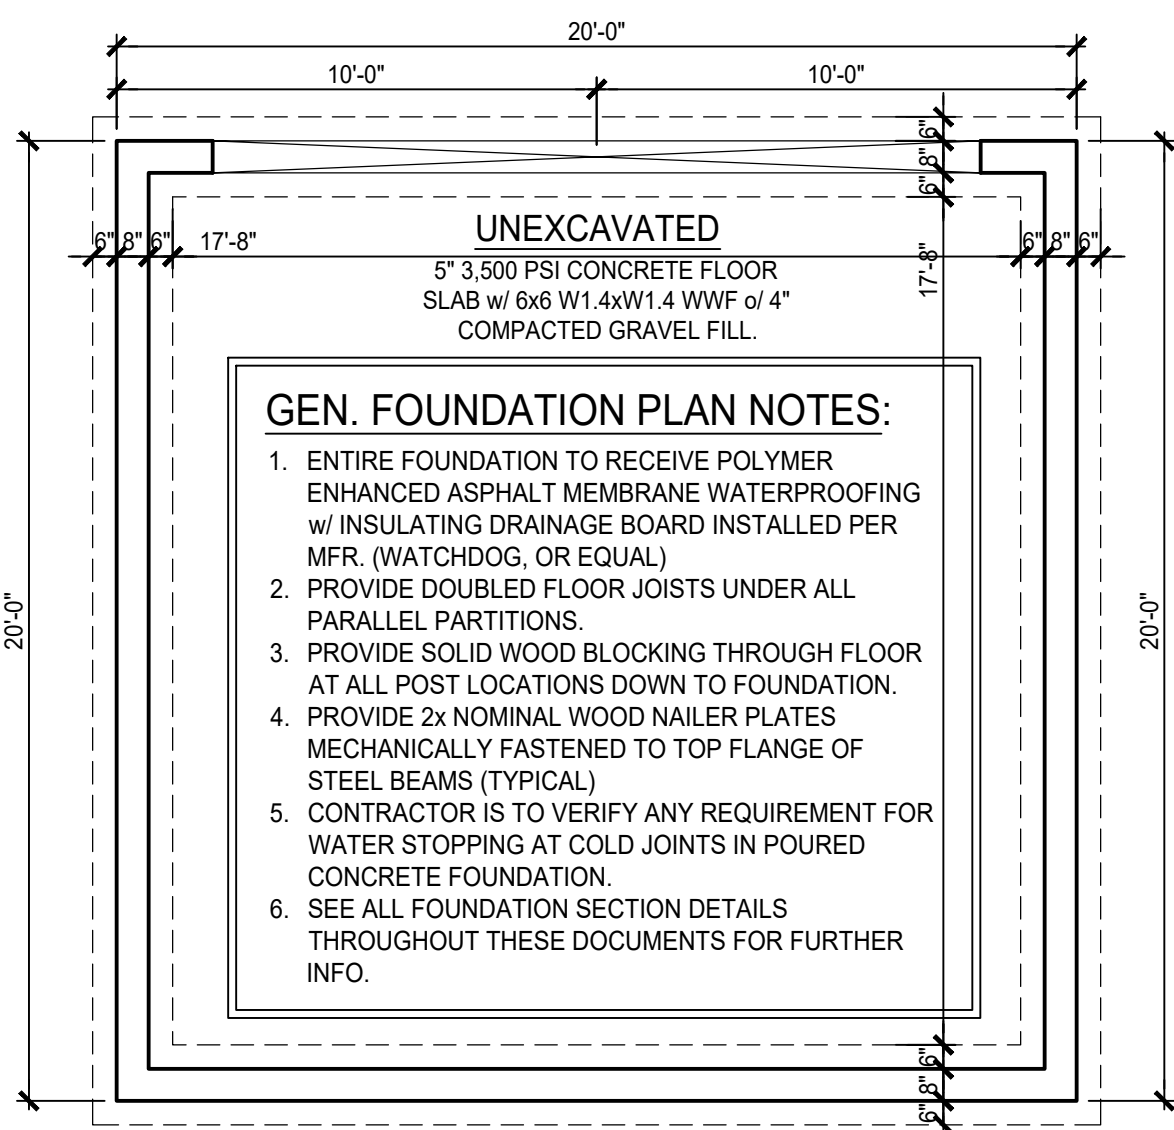 20'-0"
10'-0" 10'-0"
6"
8"
6"
6" 8" 6" 17'-8" 6" 8" 6"
17'-8"
UNEXCAVATED
5" 3,500 PSI CONCRETE FLOOR
SLAB w/ 6x6 W1.4xW1.4 WWF o/ 4"
COMPACTED GRAVEL FILL.
GEN. FOUNDATION PLAN NOTES:
1. ENTIRE FOUNDATION TO RECEIVE POLYMER
ENHANCED ASPHALT MEMBRANE WATERPROOFING
w/ INSULATING DRAINAGE BOARD INSTALLED PER
MFR. (WATCHDOG, OR EQUAL)
2. PROVIDE DOUBLED FLOOR JOISTS UNDER ALL
PARALLEL PARTITIONS.
3. PROVIDE SOLID WOOD BLOCKING THROUGH FLOOR
AT ALL POST LOCATIONS DOWN TO FOUNDATION.
4. PROVIDE 2x NOMINAL WOOD NAILER PLATES
MECHANICALLY FASTENED TO TOP FLANGE OF
STEEL BEAMS (TYPICAL)
5. CONTRACTOR IS TO VERIFY ANY REQUIREMENT FOR
WATER STOPPING AT COLD JOINTS IN POURED
CONCRETE FOUNDATION.
6. SEE ALL FOUNDATION SECTION DETAILS
THROUGHOUT THESE DOCUMENTS FOR FURTHER
INFO.
20'-0"
20'-0"
6"
8"
6"